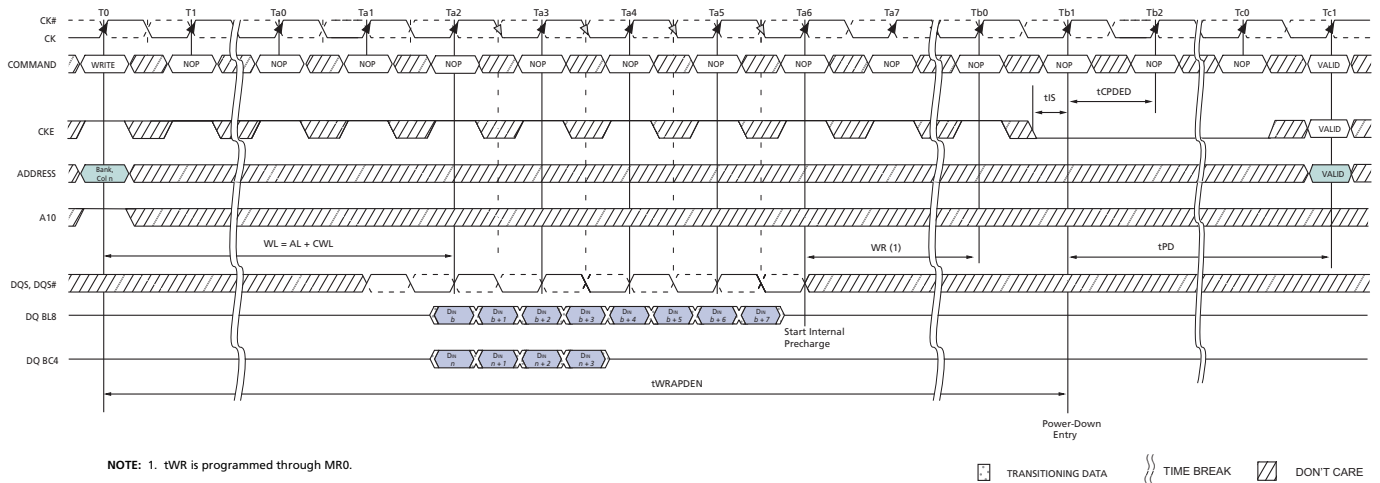 T0 T1 Ta0 Ta1 Ta2 Ta3 Ta4 Ta5 Ta6 Ta7 Tb0 Tb1 Tb2 Tc0 Tc1
CK#
CK
COMMAND WRITE NOP NOP NOP NOP NOP NOP NOP NOP NOP NOP NOP NOP NOP VALID
tIS tCPDED
CKE VALID
ADDRESS Bank, Col n VALID
A10
WL = AL + CWL WR (1) tPD
DQS, DQS#
DQ BL8 DIN b DIN b + 1 DIN b + 2 DIN b + 3 DIN b + 4 DIN b + 5 DIN b + 6 DIN b + 7
Start Internal
Precharge
DQ BC4 DIN n DIN n + 1 DIN n + 2 DIN n + 3
tWRAPDEN
Power-Down
Entry
NOTE: 1. tWR is programmed through MR0.
TRANSITIONING DATA TIME BREAK DON'T CARE